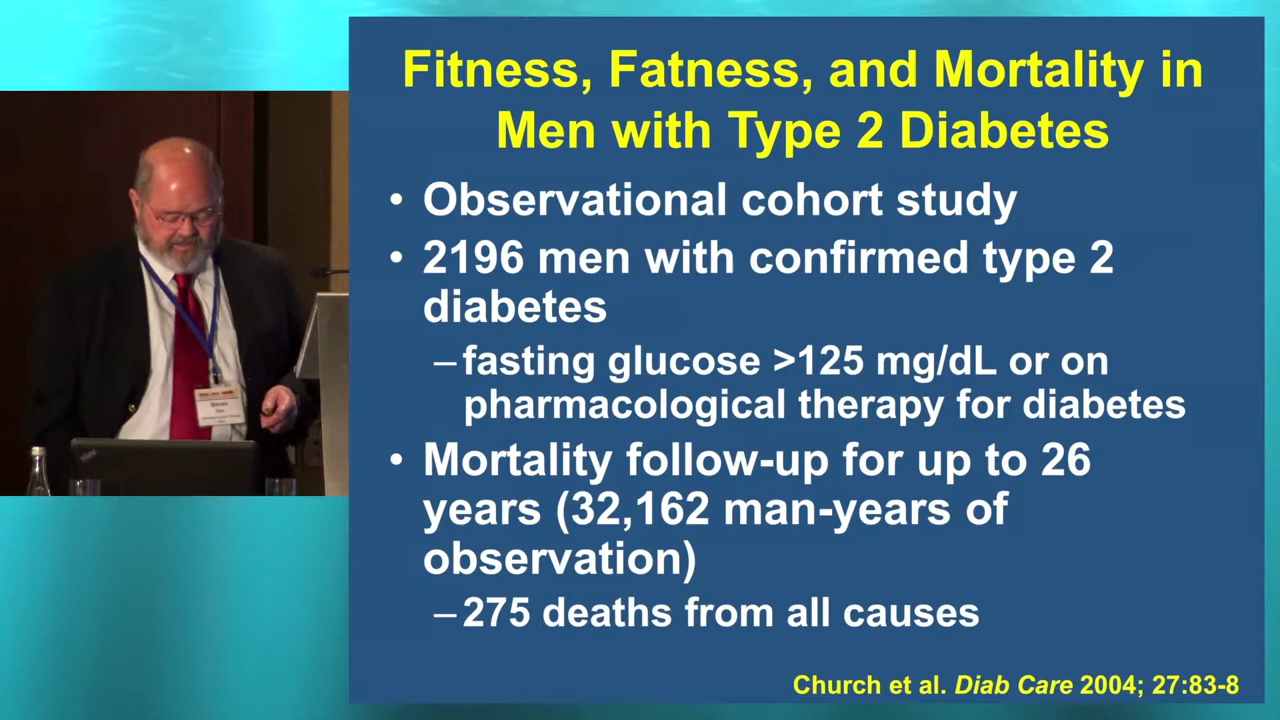 Fitness, Fatness, and Mortality in
Men with Type 2 Diabetes
• Observational cohort study
• 2196 men with confirmed type 2
diabetes
– fasting glucose >125 mg/dL or on
pharmacological therapy for diabetes
• Mortality follow-up for up to 26
years (32,162 man-years of
observation)
– 275 deaths from all causes
Church et al. Diab Care 2004; 27:83-8